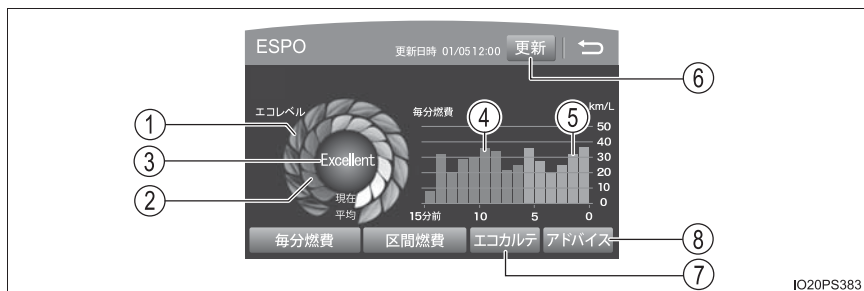 ESPO
更新日時 01/05 12:00
更新
⑥
①
エコレベル
毎分燃費
④
⑤
km/L
50
40
30
20
10
0
③
Excellent
②
現在
平均
15分前
10
5
0
毎分燃費
区間燃費
エコカルテ
アドバイス
⑧
⑦
IO20PS383